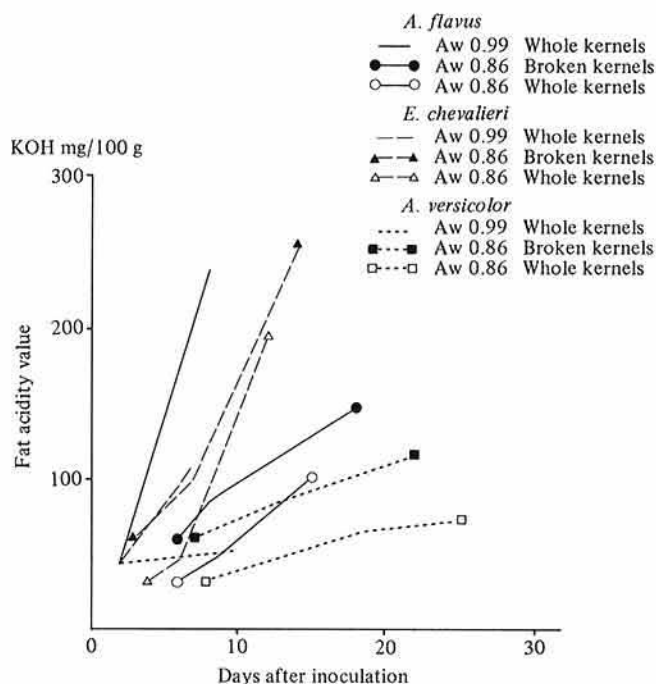 A. flavus
Aw 0.99 Whole kernels
Aw 0.86 Broken kernels
Aw 0.86 Whole kernels
E. chevalieri
Aw 0.99 Whole kernels
Aw 0.86 Broken kernels
Aw 0.86 Whole kernels
A. versicolor
Aw 0.99 Whole kernels
Aw 0.86 Broken kernels
Aw 0.86 Whole kernels
KOH mg/100 g
300
200
100
Fat acidity value
0
10
20
30
Days after inoculation